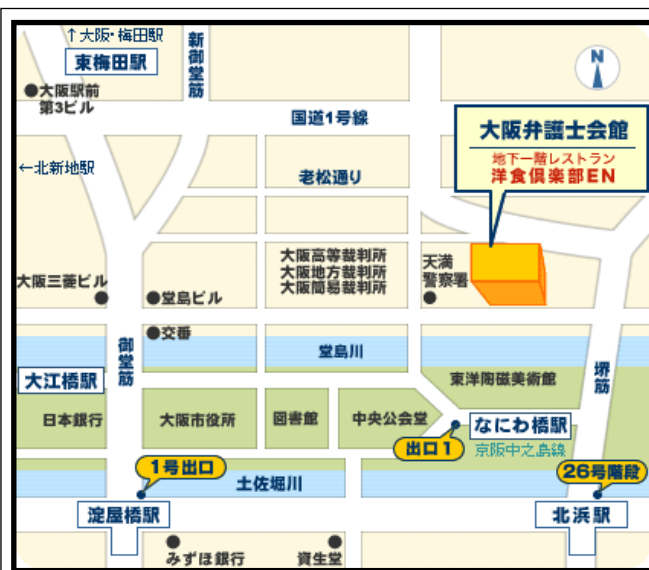 ↑大阪・梅田駅
東梅田駅
新御堂筋
N
●大阪駅前
第3ビル
国道1号線
大阪弁護士会館
地下一階レストラン
洋食倶楽部EN
←北新地駅
老松通り
大阪高等裁判所
大阪地方裁判所
大阪簡易裁判所
天満
警察署
大阪三菱ビル
●堂島ビル
●交番
御堂筋
堂島川
堺筋
大江橋駅
東洋陶磁美術館
日本銀行
大阪市役所
図書館
中央公会堂
なにわ橋駅
出口1
京阪中之島線
1号出口
26号階段
土佐堀川
淀屋橋駅
北浜駅
みずほ銀行
資生堂